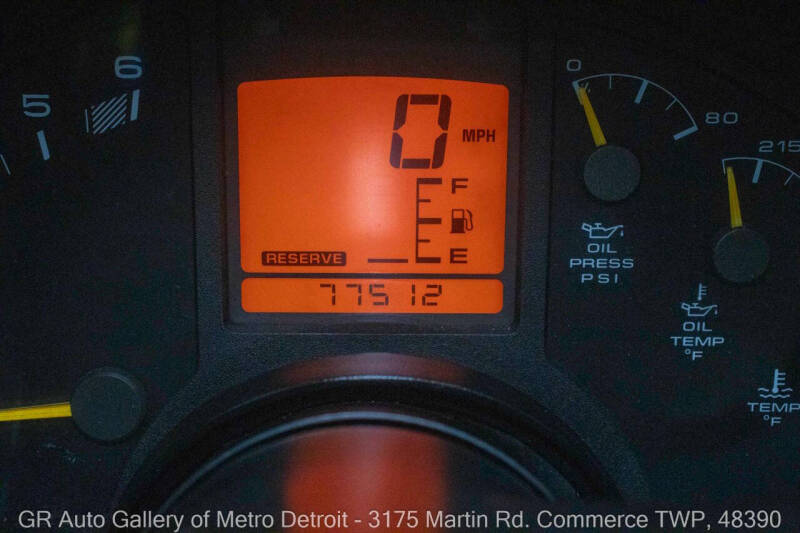 5
6
0
MPH
F
E
RESERVE
77512
0
80
OIL
PRESS
PSI
215
OIL
TEMP
°F
TEMP
°F
GR Auto Gallery of Metro Detroit - 3175 Martin Rd. Commerce TWP, 48390